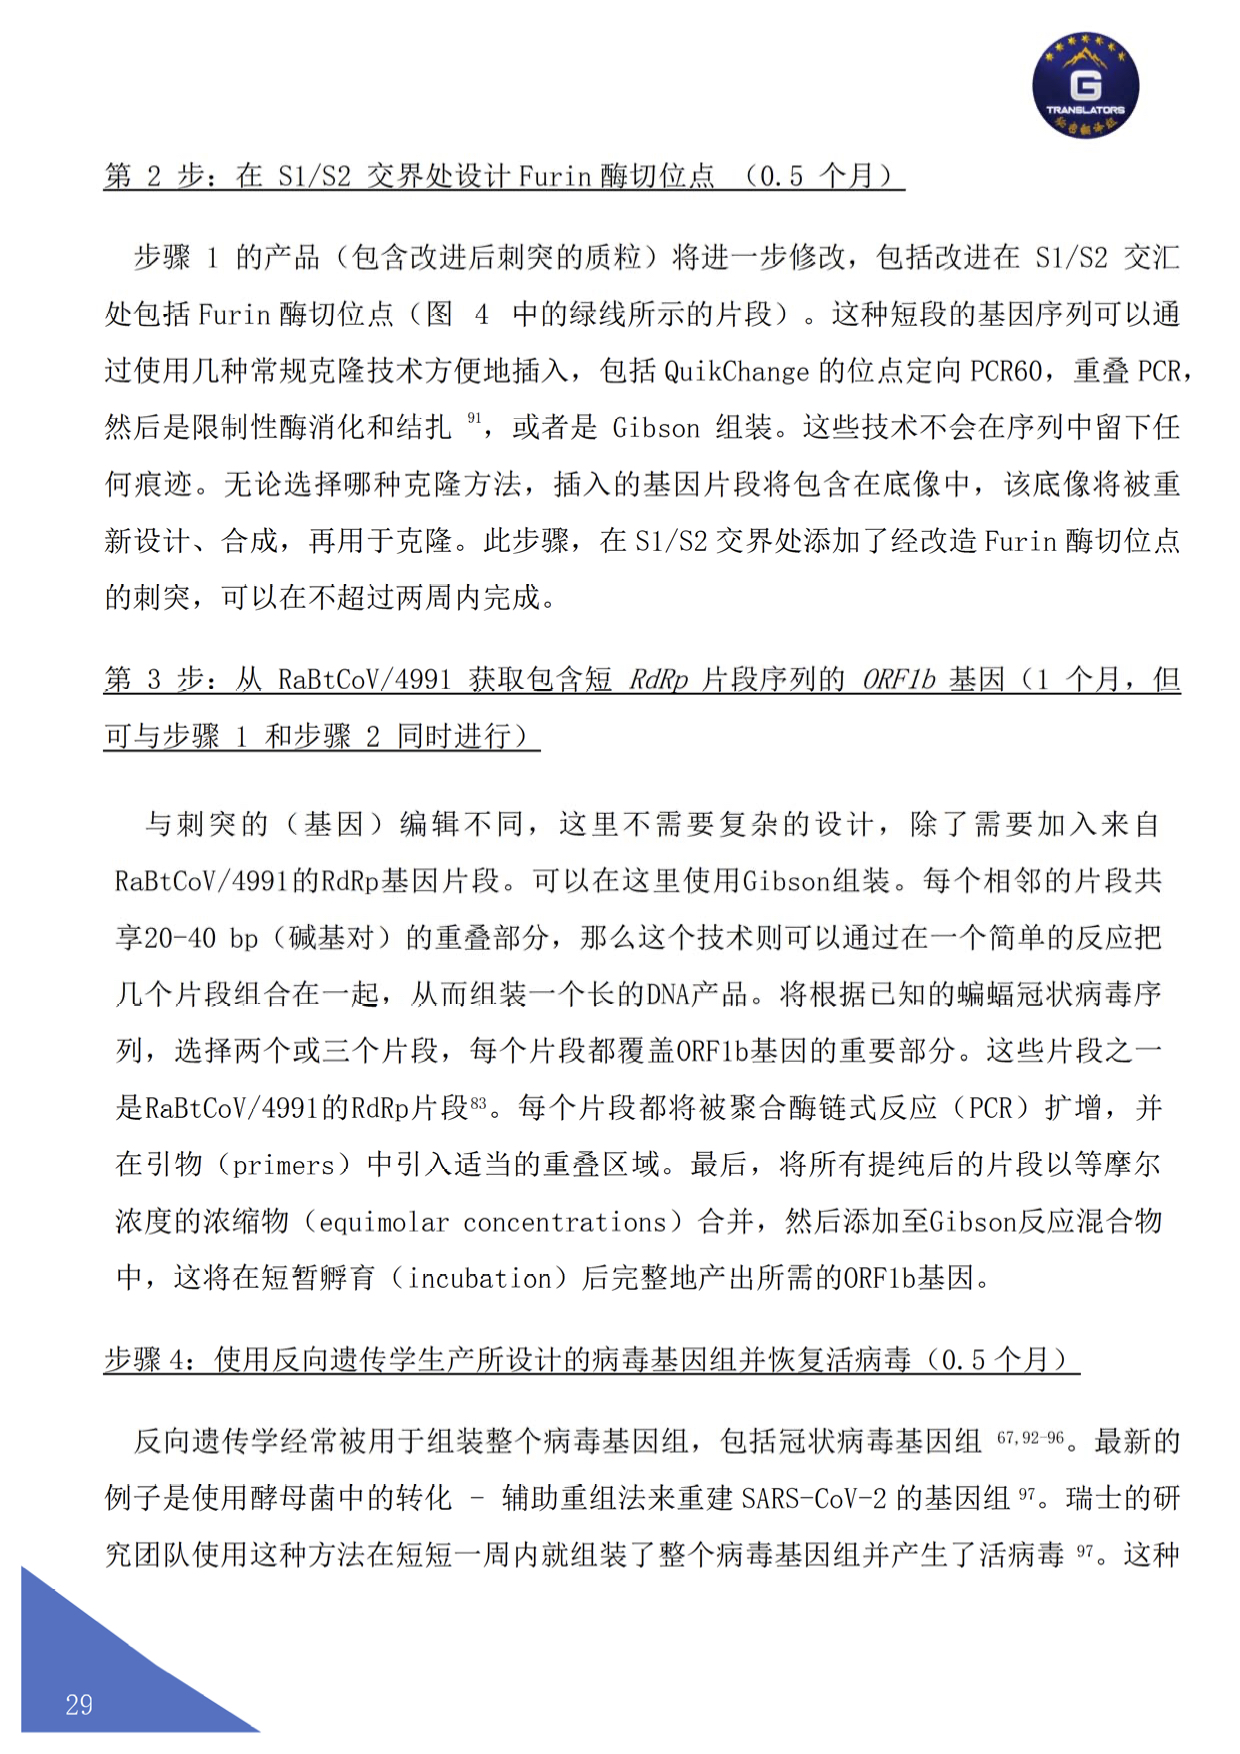 G
TRANSLATORS
第 2 步：在 S1/S2 交界处设计 Furin 酶切位点 （0.5 个月）
步骤 1 的产品（包含改进后刺突的质粒）将进一步修改，包括改进在 S1/S2 交汇
处包括 Furin 酶切位点（图 4 中的绿线所示的片段）。这种短段的基因序列可以通
过使用几种常规克隆技术方便地插入，包括 QuikChange 的位点定向 PCR60，重叠 PCR，
然后是限制性酶消化和结扎 91，或者是 Gibson 组装。这些技术不会在序列中留下任
何痕迹。无论选择哪种克隆方法，插入的基因片段将包含在底像中，该底像将被重
新设计、合成，再用于克隆。此步骤，在 S1/S2 交界处添加了经改造 Furin 酶切位点
的刺突，可以在不超过两周内完成。
第 3 步：从 RaBtCoV/4991 获取包含短 RdRp 片段序列的 ORF1b 基因（1 个月，但
可与步骤 1 和步骤 2 同时进行）
与刺突的（基因）编辑不同，这里不需要复杂的设计，除了需要加入来自
RaBtCoV/4991的RdRp基因片段。可以在这里使用Gibson组装。每个相邻的片段共
享20-40 bp（碱基对）的重叠部分，那么这个技术则可以通过在一个简单的反应把
几个片段组合在一起，从而组装一个长的DNA产品。将根据已知的蝙蝠冠状病毒序
列，选择两个或三个片段，每个片段都覆盖ORF1b基因的重要部分。这些片段之一
是RaBtCoV/4991的RdRp片段83。每个片段都将被聚合酶链式反应（PCR）扩增，并
在引物（primers）中引入适当的重叠区域。最后，将所有提纯后的片段以等摩尔
浓度的浓缩物（equimolar concentrations）合并，然后添加至Gibson反应混合物
中，这将在短暂孵育（incubation）后完整地产出所需的ORF1b基因。
步骤 4：使用反向遗传学生产所设计的病毒基因组并恢复活病毒（0.5 个月）
反向遗传学经常被用于组装整个病毒基因组，包括冠状病毒基因组 67,92-96。最新的
例子是使用酵母菌中的转化 - 辅助重组法来重建 SARS-CoV-2 的基因组 97。瑞士的研
究团队使用这种方法在短短一周内就组装了整个病毒基因组并产生了活病毒 97。这种
29